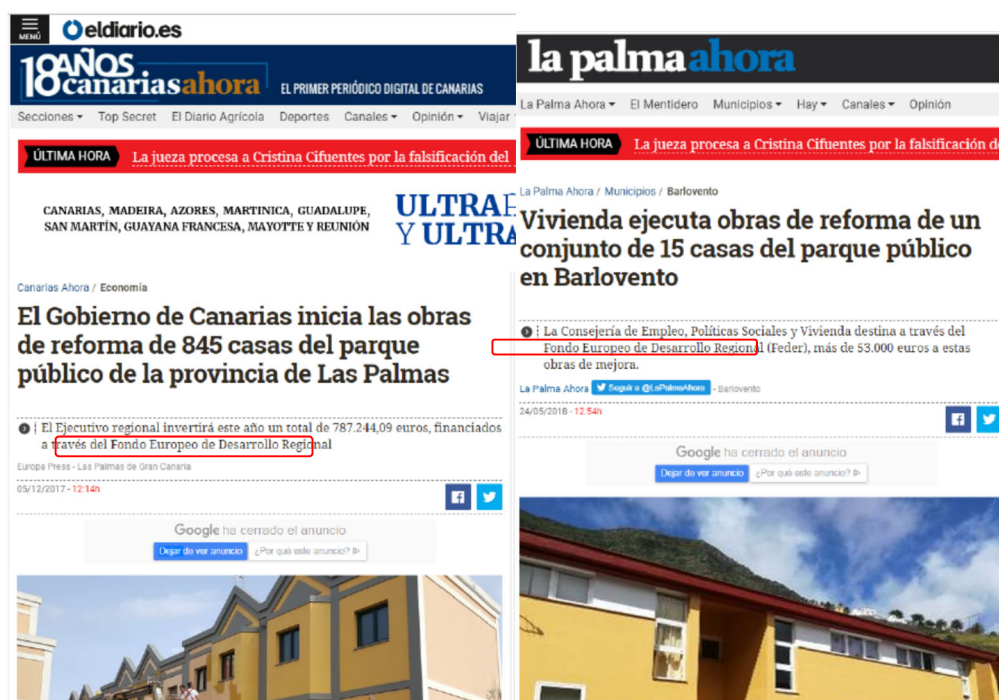 MENÚ
eldiario.es
18 AÑOS
canariasahora
EL PRIMER PERIÓDICO DIGITAL DE CANARIAS
Secciones Top Secret El Diario Agrícola Deportes Canales Opinión Viajar
ÚLTIMA HORA La jueza procesa a Cristina Cifuentes por la falsificación del
CANARIAS, MADEIRA, AZORES, MARTINICA, GUADALUPE,
SAN MARTÍN, GUAYANA FRANCESA, MAYOTTE Y REUNIÓN
ULTRAP
Y ULTRA
Canarias Ahora / Economía
El Gobierno de Canarias inicia las obras
de reforma de 845 casas del parque
público de la provincia de Las Palmas
El Ejecutivo regional invertirá este año un total de 787.244,09 euros, financiados
a través del Fondo Europeo de Desarrollo Regional
Europa Press - Las Palmas de Gran Canaria
05/12/2017 - 12:14h
Google ha cerrado el anuncio
Dejar de ver anuncio ¿Por qué este anuncio?
la palmaahora
La Palma Ahora El Mentidero Municipios Hay Canales Opinión
ÚLTIMA HORA La jueza procesa a Cristina Cifuentes por la falsificación de
La Palma Ahora / Municipios / Barlovento
Vivienda ejecuta obras de reforma de un
conjunto de 15 casas del parque público
en Barlovento
La Consejería de Empleo, Políticas Sociales y Vivienda destina a través del
Fondo Europeo de Desarrollo Regional (Feder), más de 53.000 euros a estas
obras de mejora.
La Palma Ahora Seguir a @LaPalmaAhora - Barlovento
24/05/2018 - 12:54h
Google ha cerrado el anuncio
Dejar de ver anuncio ¿Por qué este anuncio?